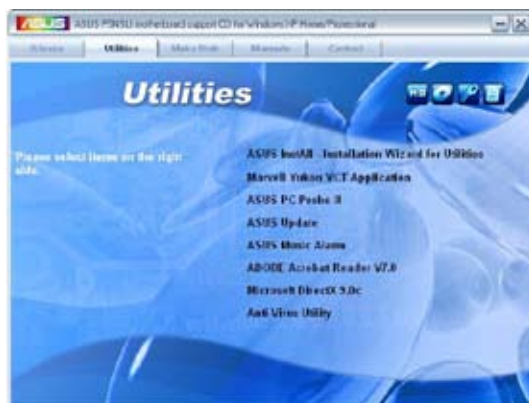 ASUS P5NSLI motherboard support CD for Windows XP Home/Professional
Drivers Utilities Make Disk Manuals Contact
Utilities
Please select items on the right side.
ASUS InstAll - Installation Wizard for Utilities
Marvell Yukon VCT Application
ASUS PC Probe II
ASUS Update
ASUS Music Alarm
ADOBE Acrobat Reader V7.0
Microsoft DirectX 9.0c
Anti Virus Utility